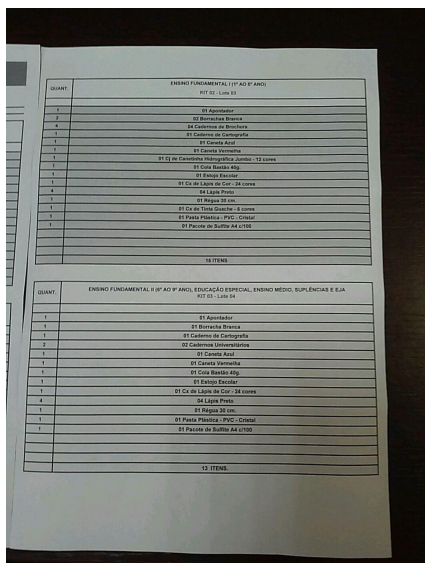 QUANT.
ENSINO FUNDAMENTAL I (1º AO 5º ANO)
KIT 02 - Lote 03
1 01 Apontador
2 02 Borrachas Branca
4 04 Cadernos de Brochura
1 01 Caderno de Cartografia
1 01 Caneta Azul
1 01 Caneta Vermelha
1 01 Cj de Canetinha Hidrográfica Jumbo - 12 cores
1 01 Cola Bastão 40g.
1 01 Estojo Escolar
1 01 Cx de Lápis de Cor - 24 cores
4 04 Lápis Preto
1 01 Régua 30 cm.
1 01 Cx de Tinta Guache - 6 cores
1 01 Pasta Plástica - PVC - Cristal
1 01 Pacote de Sulfite A4 c/100
15 ITENS
QUANT.
ENSINO FUNDAMENTAL II (6º AO 9º ANO), EDUCAÇÃO ESPECIAL, ENSINO MÉDIO, SUPLÊNCIAS E EJA
KIT 03 - Lote 04
1 01 Apontador
1 01 Borracha Branca
1 01 Caderno de Cartografia
2 02 Cadernos Universitários
1 01 Caneta Azul
1 01 Caneta Vermelha
1 01 Cola Bastão 40g.
1 01 Estojo Escolar
1 01 Cx de Lápis de Cor - 24 cores
4 04 Lápis Preto
1 01 Régua 30 cm.
1 01 Pasta Plástica - PVC - Cristal
1 01 Pacote de Sulfite A4 c/100
13 ITENS.